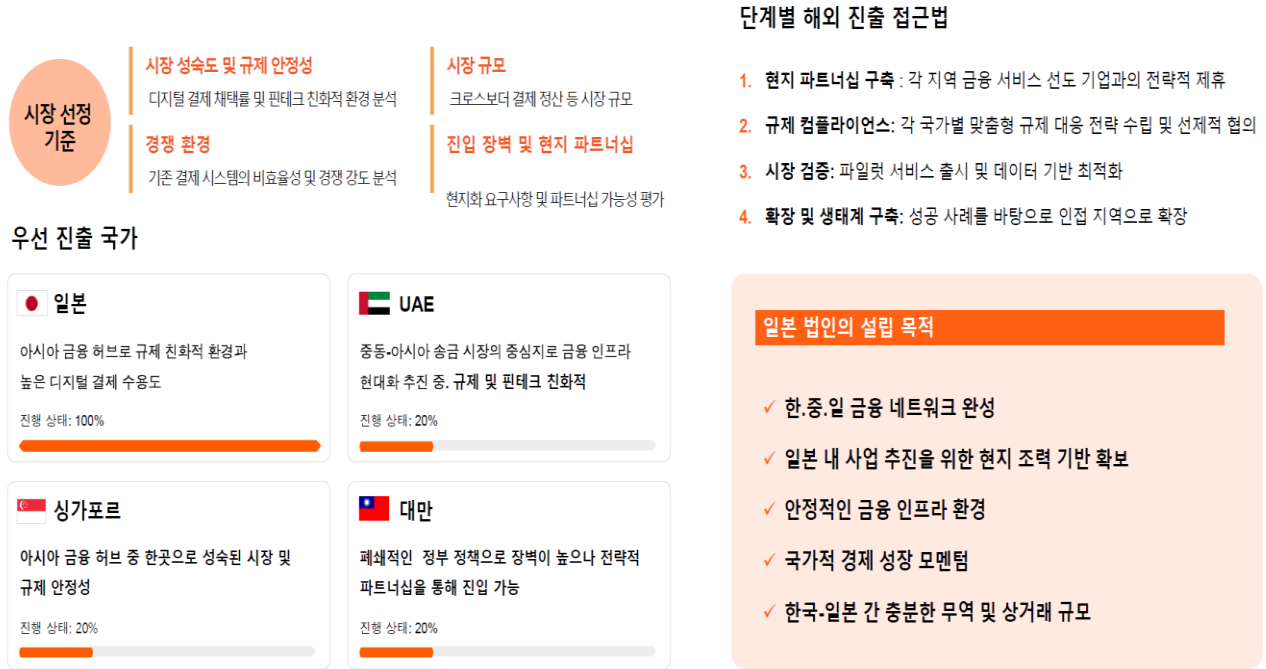 시장 선정
기준
시장 성숙도 및 규제 안정성
디지털 결제 채택률 및 핀테크 친화적 환경 분석
시장 규모
크로스보더 결제 정산 등 시장 규모
경쟁 환경
기존 결제 시스템의 비효율성 및 경쟁 강도 분석
진입 장벽 및 현지 파트너십
현지화 요구사항 및 파트너십 가능성 평가
우선 진출 국가
일본
아시아 금융 허브로 규제 친화적 환경과
높은 디지털 결제 수용도
진행 상태: 100%
UAE
중동-아시아 송금 시장의 중심지로 금융 인프라
현대화 추진 중. 규제 및 핀테크 친화적
진행 상태: 20%
싱가포르
아시아 금융 허브 중 한곳으로 성숙된 시장 및
규제 안정성
진행 상태: 20%
대만
폐쇄적인 정부 정책으로 장벽이 높으나 전략적
파트너십을 통해 진입 가능
진행 상태: 20%
단계별 해외 진출 접근법
1. 현지 파트너십 구축 : 각 지역 금융 서비스 선도 기업과의 전략적 제휴
2. 규제 컴플라이언스: 각 국가별 맞춤형 규제 대응 전략 수립 및 선제적 협의
3. 시장 검증: 파일럿 서비스 출시 및 데이터 기반 최적화
4. 확장 및 생태계 구축: 성공 사례를 바탕으로 인접 지역으로 확장
일본 법인의 설립 목적
✓ 한.중.일 금융 네트워크 완성
✓ 일본 내 사업 추진을 위한 현지 조력 기반 확보
✓ 안정적인 금융 인프라 환경
✓ 국가적 경제 성장 모멘텀
✓ 한국-일본 간 충분한 무역 및 상거래 규모